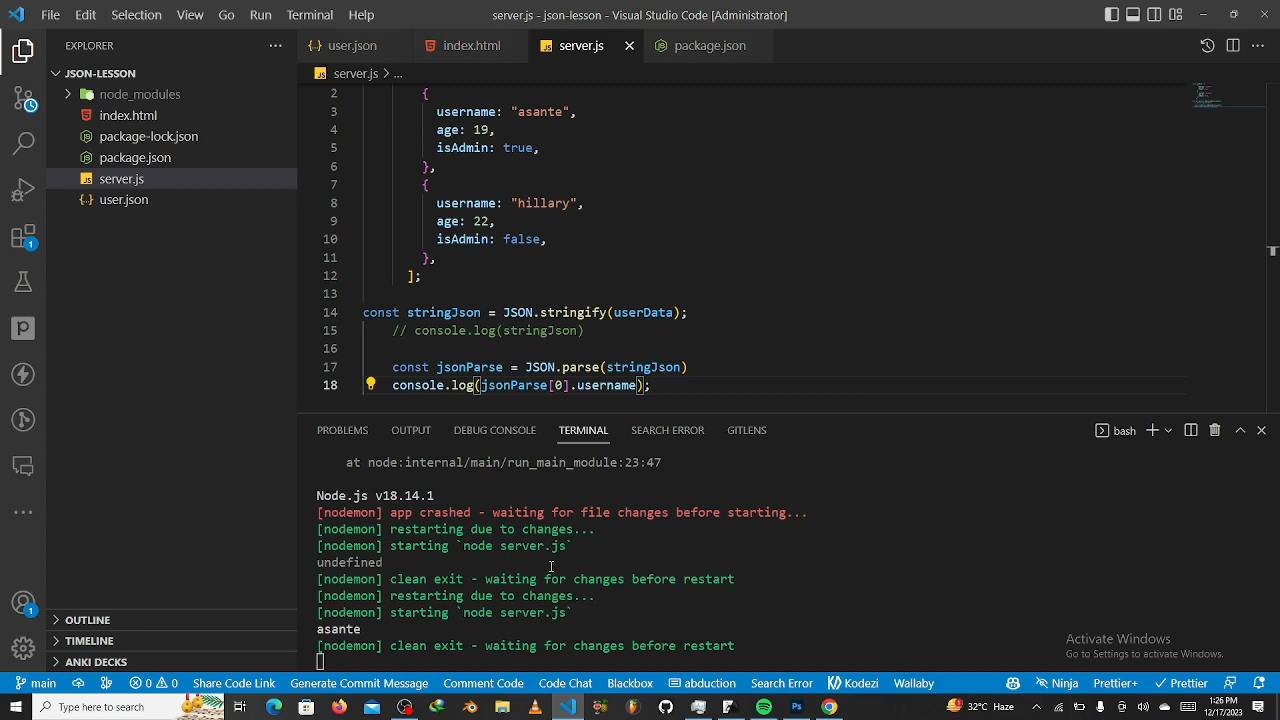 File Edit Selection View Go Run Terminal Help server.js - json-lesson - Visual Studio Code [Administrator]
EXPLORER
user.json index.html server.js package.json
JSON-LESSON
node_modules
index.html
package-lock.json
package.json
server.js
user.json
server.js > ...
2 {
3 username: "asante",
4 age: 19,
5 isAdmin: true,
6 },
7 {
8 username: "hillary",
9 age: 22,
10 isAdmin: false,
11 },
12 ];
13
14 const stringJson = JSON.stringify(userData);
15 // console.log(stringJson)
16
17 const jsonParse = JSON.parse(stringJson)
18 console.log(jsonParse[0].username);
PROBLEMS OUTPUT DEBUG CONSOLE TERMINAL SEARCH ERROR GITLENS bash
at node:internal/main/run_main_module:23:47
Node.js v18.14.1
[nodemon] app crashed - waiting for file changes before starting...
[nodemon] restarting due to changes...
[nodemon] starting `node server.js`
undefined
[nodemon] clean exit - waiting for changes before restart
[nodemon] restarting due to changes...
[nodemon] starting `node server.js`
asante
[nodemon] clean exit - waiting for changes before restart
OUTLINE
TIMELINE
ANKI DECKS
Activate Windows
Go to Settings to activate Windows.
main 0 0 Share Code Link Generate Commit Message Comment Code Code Chat Blackbox abduction Search Error Kodezi Wallaby Ninja Prettier+ Prettier
Type here to search
32°C
1:26 PM
12/17/2023